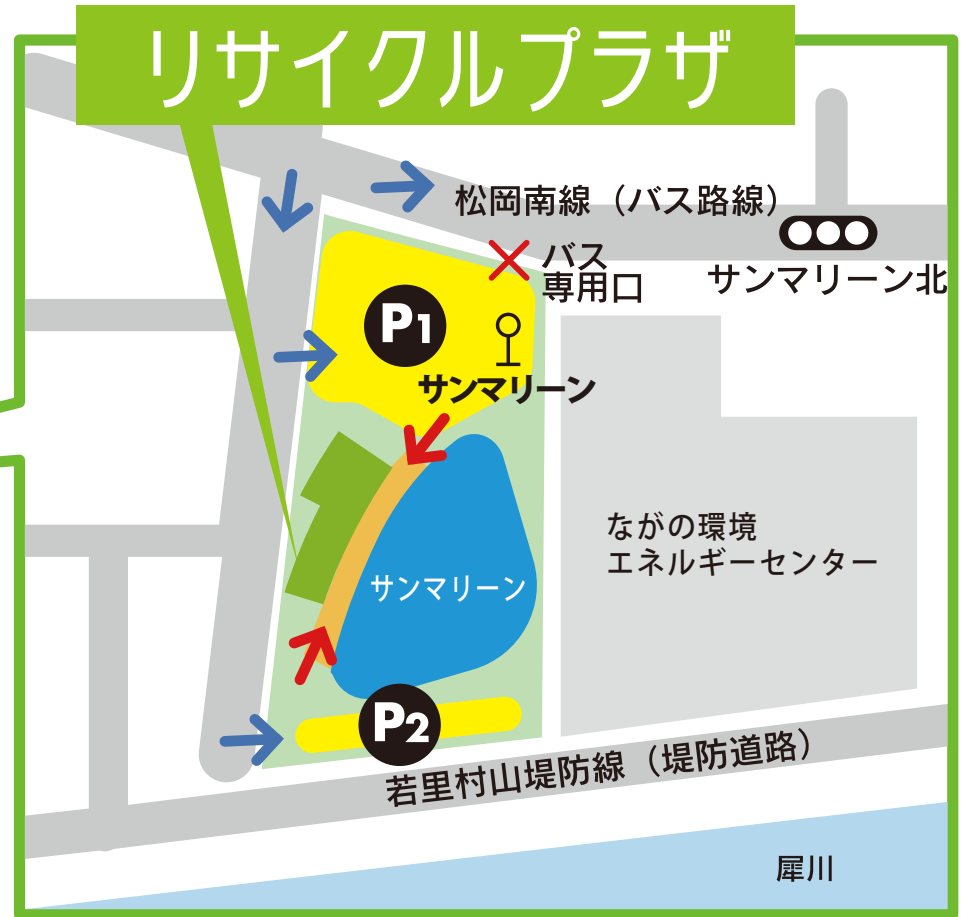 リサイクルプラザ
松岡南線（バス路線）
バス
専用口
サンマリーン北
P1
サンマリーン
ながの環境
エネルギーセンター
サンマリーン
P2
若里村山堤防線（堤防道路）
犀川